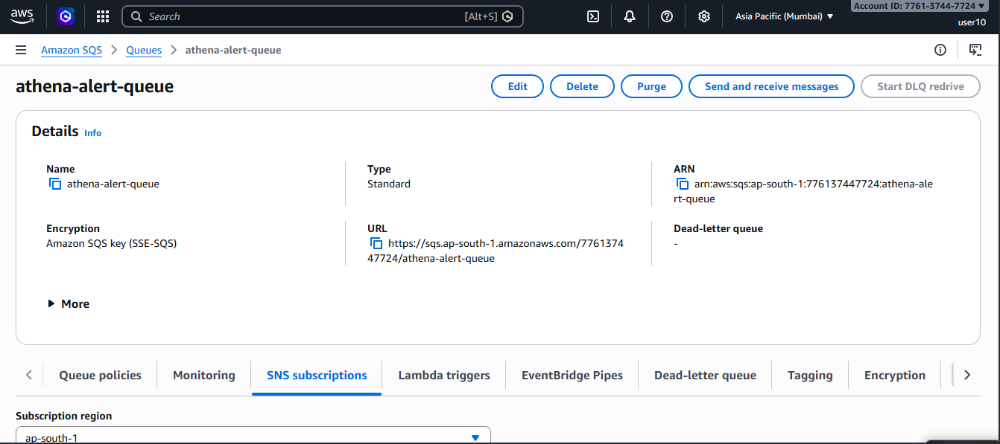 aws
Search
[Alt+S]
Asia Pacific (Mumbai)
Account ID: 7761-3744-7724
user10
Amazon SQS
Queues
athena-alert-queue
athena-alert-queue
Edit
Delete
Purge
Send and receive messages
Start DLQ redrive
Details Info
Name
athena-alert-queue
Type
Standard
ARN
arn:aws:sqs:ap-south-1:776137447724:athena-ale
rt-queue
Encryption
Amazon SQS key (SSE-SQS)
URL
https://sqs.ap-south-1.amazonaws.com/7761374
47724/athena-alert-queue
Dead-letter queue
-
More
Queue policies
Monitoring
SNS subscriptions
Lambda triggers
EventBridge Pipes
Dead-letter queue
Tagging
Encryption
Subscription region
ap-south-1